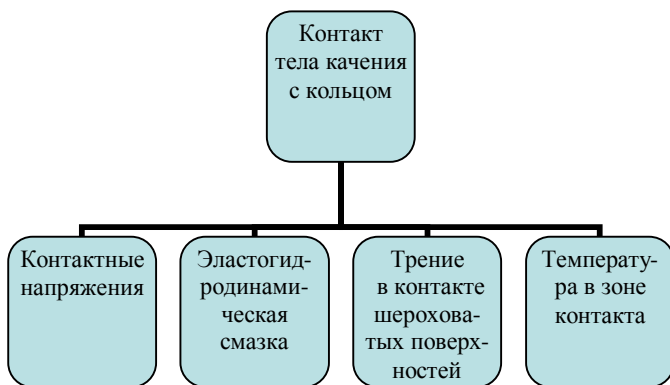 Контакт
тела качения
с кольцом
Контактные
напряжения
Эластогид-
родинами-
ческая
смазка
Трение
в контакте
шерохова-
тых поверх-
ностей
Температу-
ра в зоне
контакта